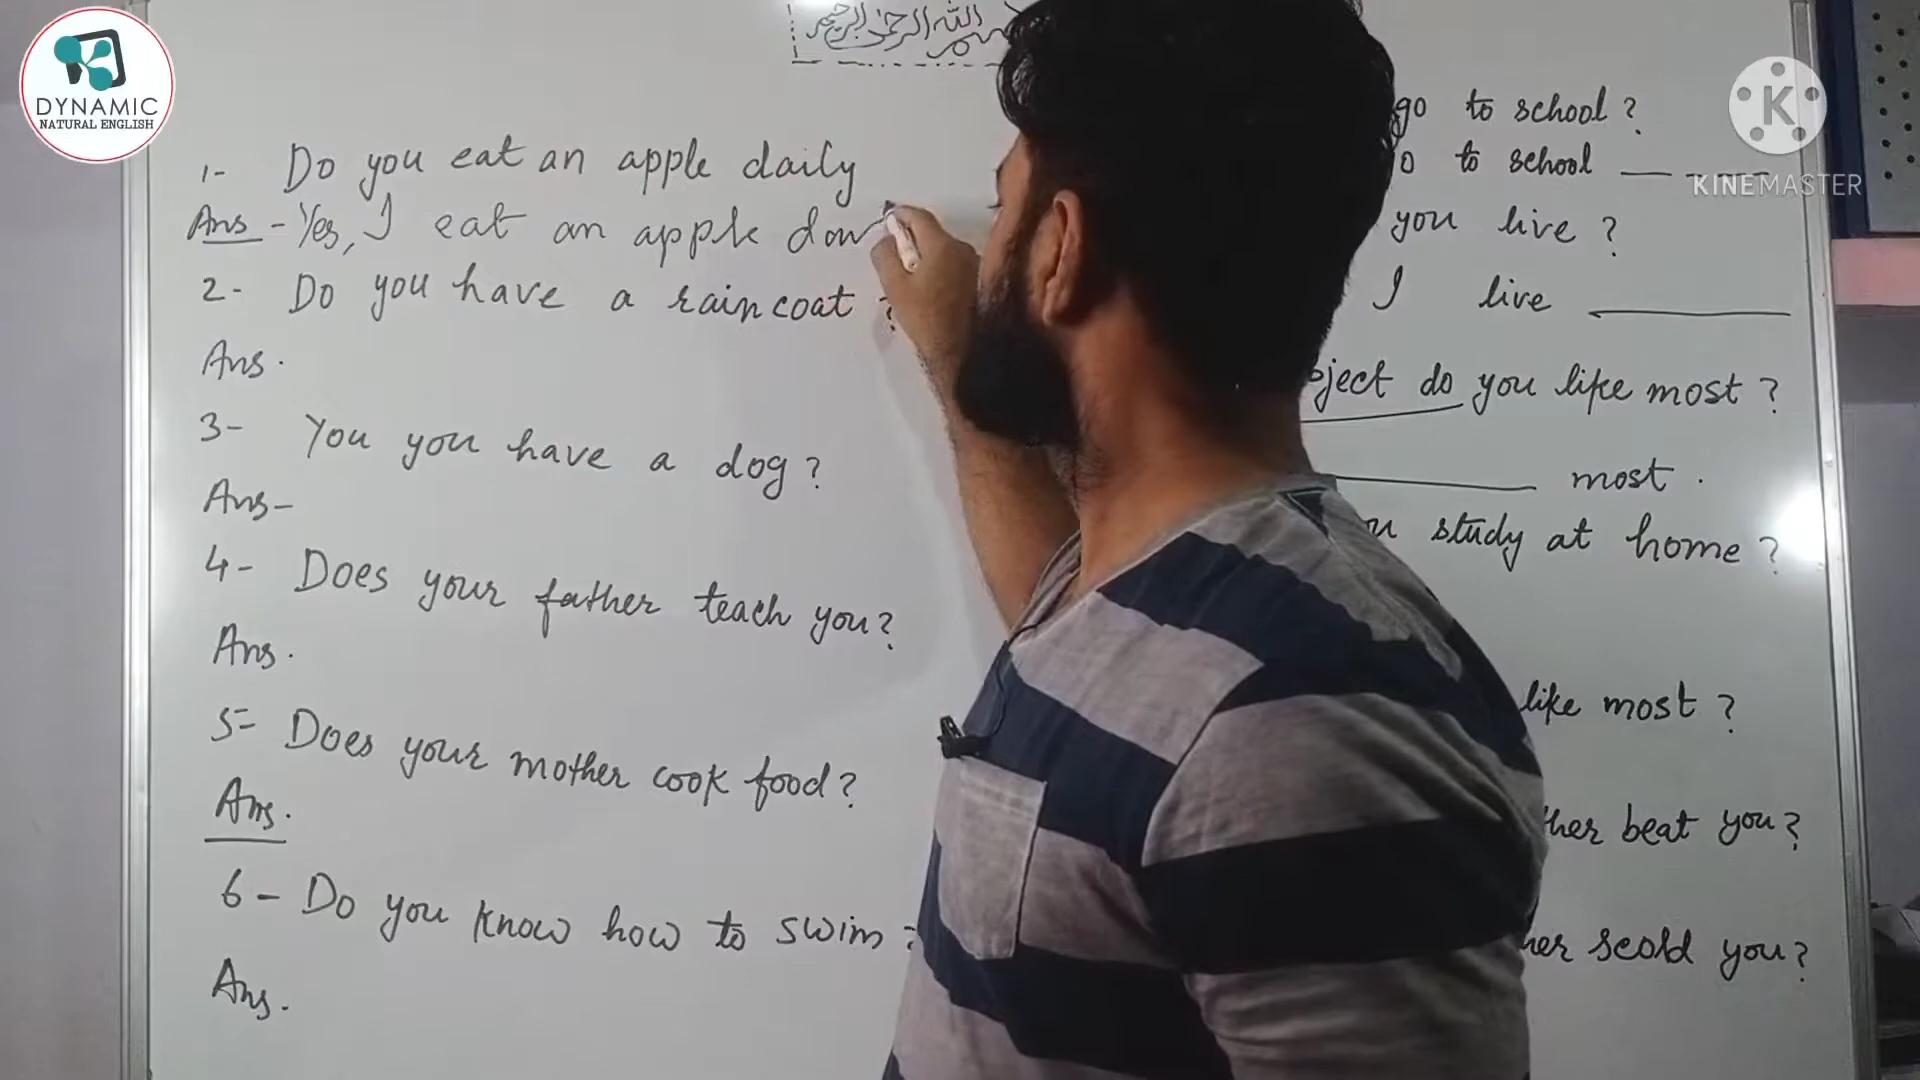 DYNAMIC
NATURAL ENGLISH
KINEMASTER
بسم الله الرحمن الرحيم
1- Do you eat an apple daily
Ans - Yes, I eat an apple
2- Do you have a raincoat ?
Ans.
3- You you have a dog?
Ans-
4- Does your father teach you?
Ans.
5= Does your mother cook food?
Ans.
6- Do you know how to swim ?
Ans.
go to school?
to school __ __
you live ?
I live ______
do you like most ?
______ most .
study at home ?
like most ?
beat you?
scold you?